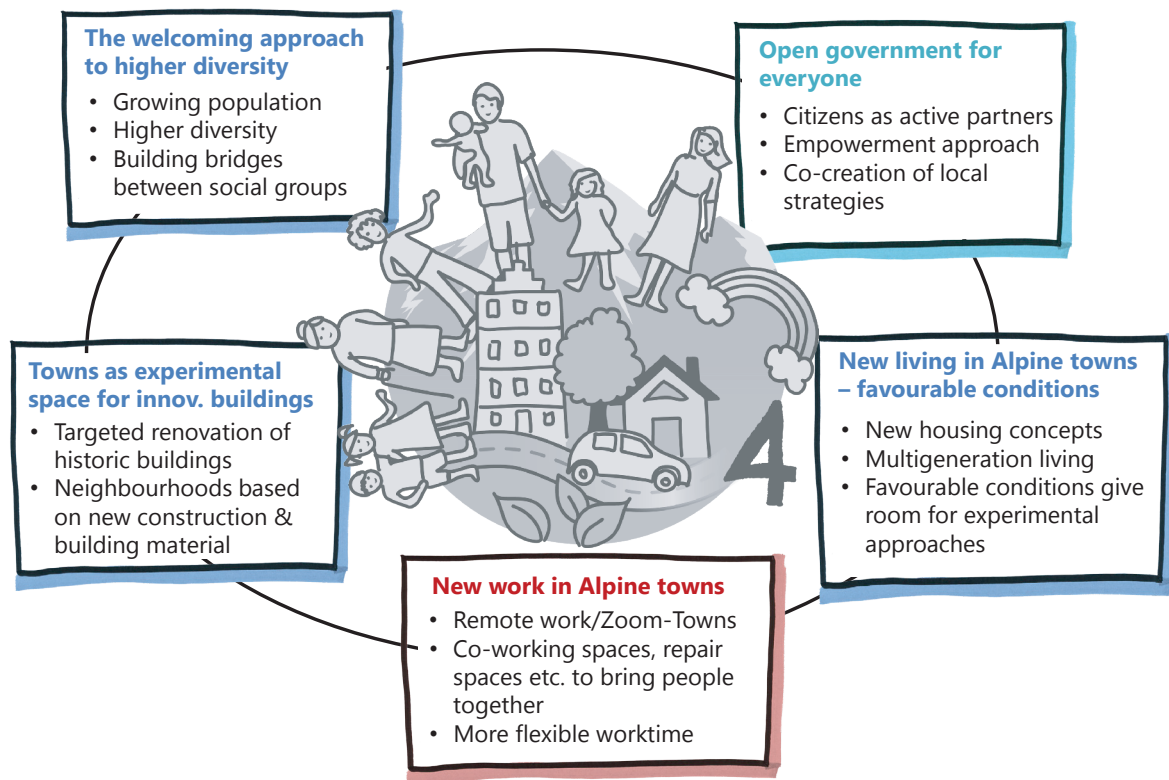 The welcoming approach
to higher diversity
• Growing population
• Higher diversity
• Building bridges
between social groups
Open government for
everyone
• Citizens as active partners
• Empowerment approach
• Co-creation of local
strategies
Towns as experimental
space for innov. buildings
• Targeted renovation of
historic buildings
• Neighbourhoods based
on new construction &
building material
New living in Alpine towns
– favourable conditions
• New housing concepts
• Multigeneration living
• Favourable conditions give
room for experimental
approaches
4
New work in Alpine towns
• Remote work/Zoom-Towns
• Co-working spaces, repair
spaces etc. to bring people
together
• More flexible worktime